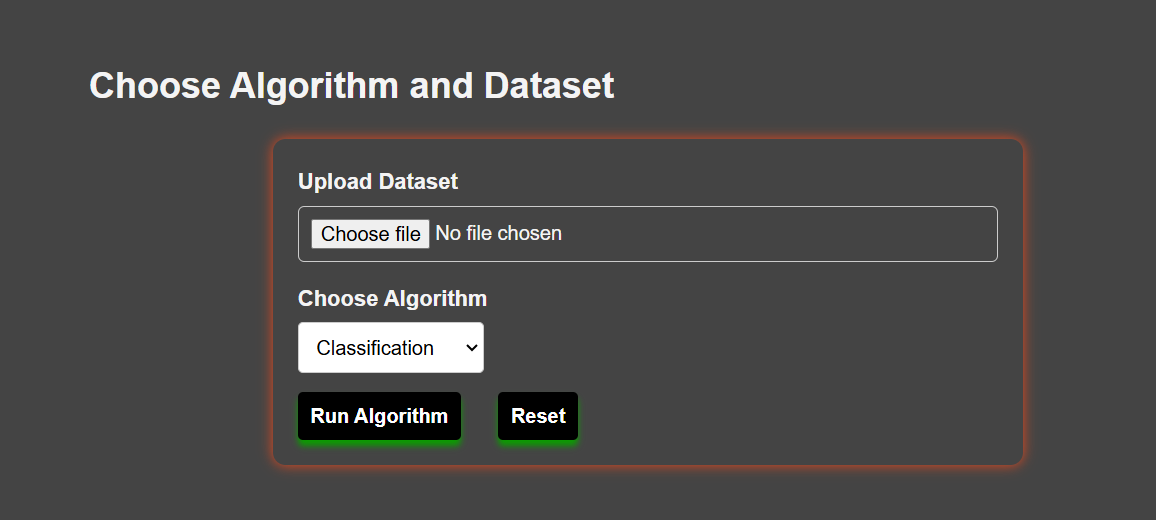 Choose Algorithm and Dataset
Upload Dataset
Choose file No file chosen
Choose Algorithm
Classification
Run Algorithm Reset